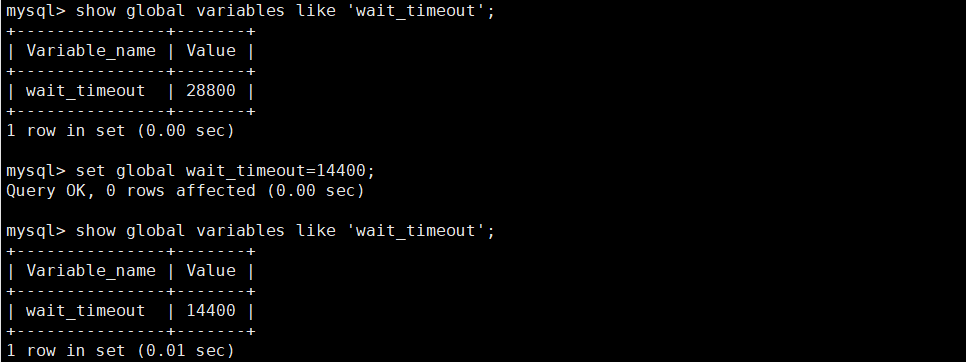 mysql> show global variables like 'wait_timeout';
+---------------+-------+
| Variable_name | Value |
+---------------+-------+
| wait_timeout  | 28800 |
+---------------+-------+
1 row in set (0.00 sec)

mysql> set global wait_timeout=14400;
Query OK, 0 rows affected (0.00 sec)

mysql> show global variables like 'wait_timeout';
+---------------+-------+
| Variable_name | Value |
+---------------+-------+
| wait_timeout  | 14400 |
+---------------+-------+
1 row in set (0.01 sec)